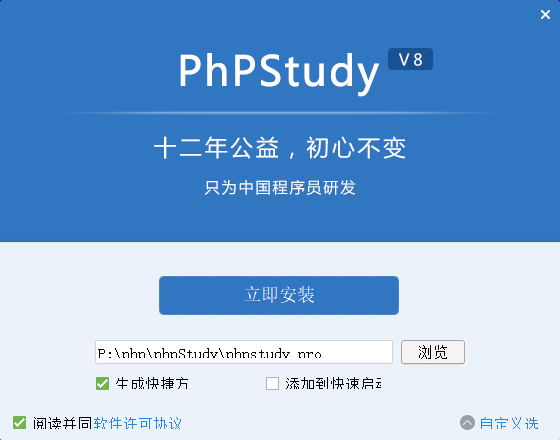 PhPStudy V8
十二年公益，初心不变
只为中国程序员研发
立即安装
P:\php\phpStudy\phpstudy_pro 浏览
生成快捷方 添加到快速启动
阅读并同软件许可协议 自定义选